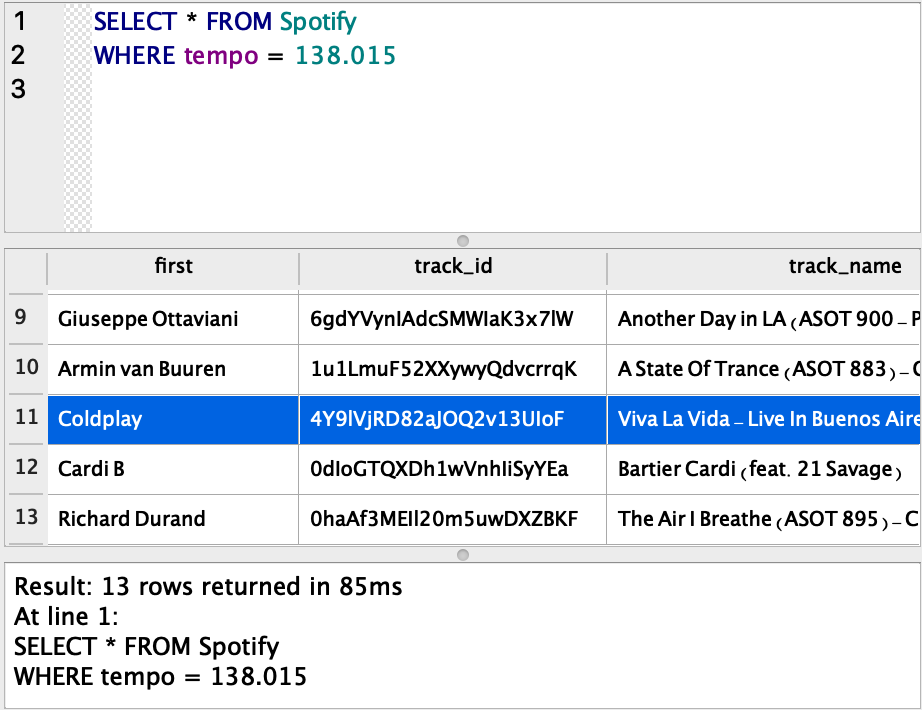 1 SELECT * FROM Spotify
2 WHERE tempo = 138.015
3
first track_id track_name
9 Giuseppe Ottaviani 6gdYVynIAdcSMWIaK3x7lW Another Day in LA (ASOT 900 – P
10 Armin van Buuren 1u1LmuF52XXywyQdvcrrqK A State Of Trance (ASOT 883) – C
11 Coldplay 4Y9lVjRD82aJOQ2v13UIoF Viva La Vida – Live In Buenos Aire
12 Cardi B 0dIoGTQXDh1wVnhIiSyYEa Bartier Cardi (feat. 21 Savage)
13 Richard Durand 0haAf3MEIl20m5uwDXZBKF The Air I Breathe (ASOT 895) – C
Result: 13 rows returned in 85ms
At line 1:
SELECT * FROM Spotify
WHERE tempo = 138.015